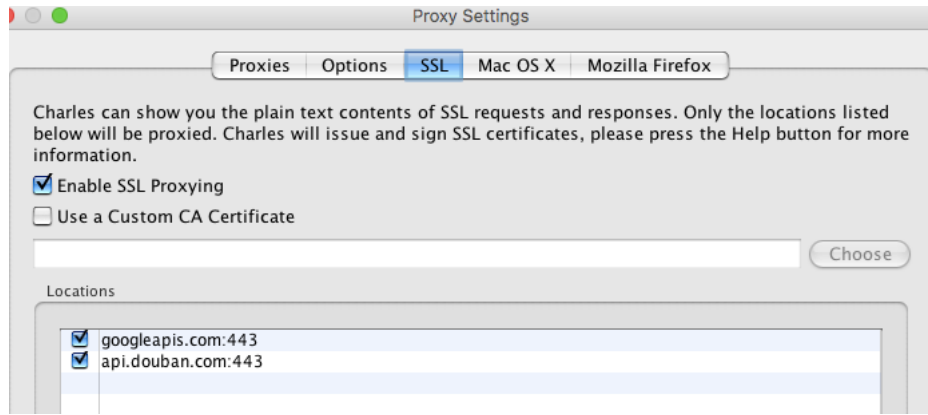 Proxy Settings
Proxies Options SSL Mac OS X Mozilla Firefox
Charles can show you the plain text contents of SSL requests and responses. Only the locations listed
below will be proxied. Charles will issue and sign SSL certificates, please press the Help button for more
information.
Enable SSL Proxying
Use a Custom CA Certificate
Choose
Locations
googleapis.com:443
api.douban.com:443